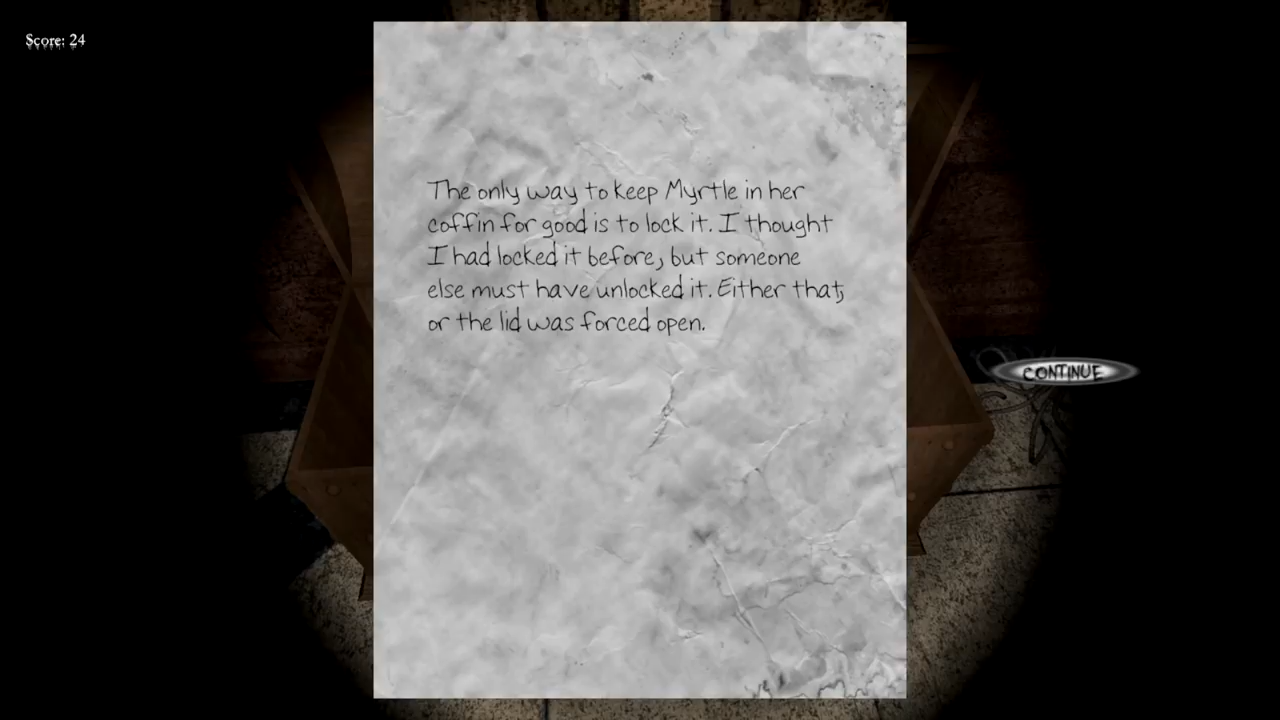 Score: 24
The only way to keep Myrtle in her
coffin for good is to lock it. I thought
I had locked it before, but someone
else must have unlocked it. Either that,
or the lid was forced open.
CONTINUE